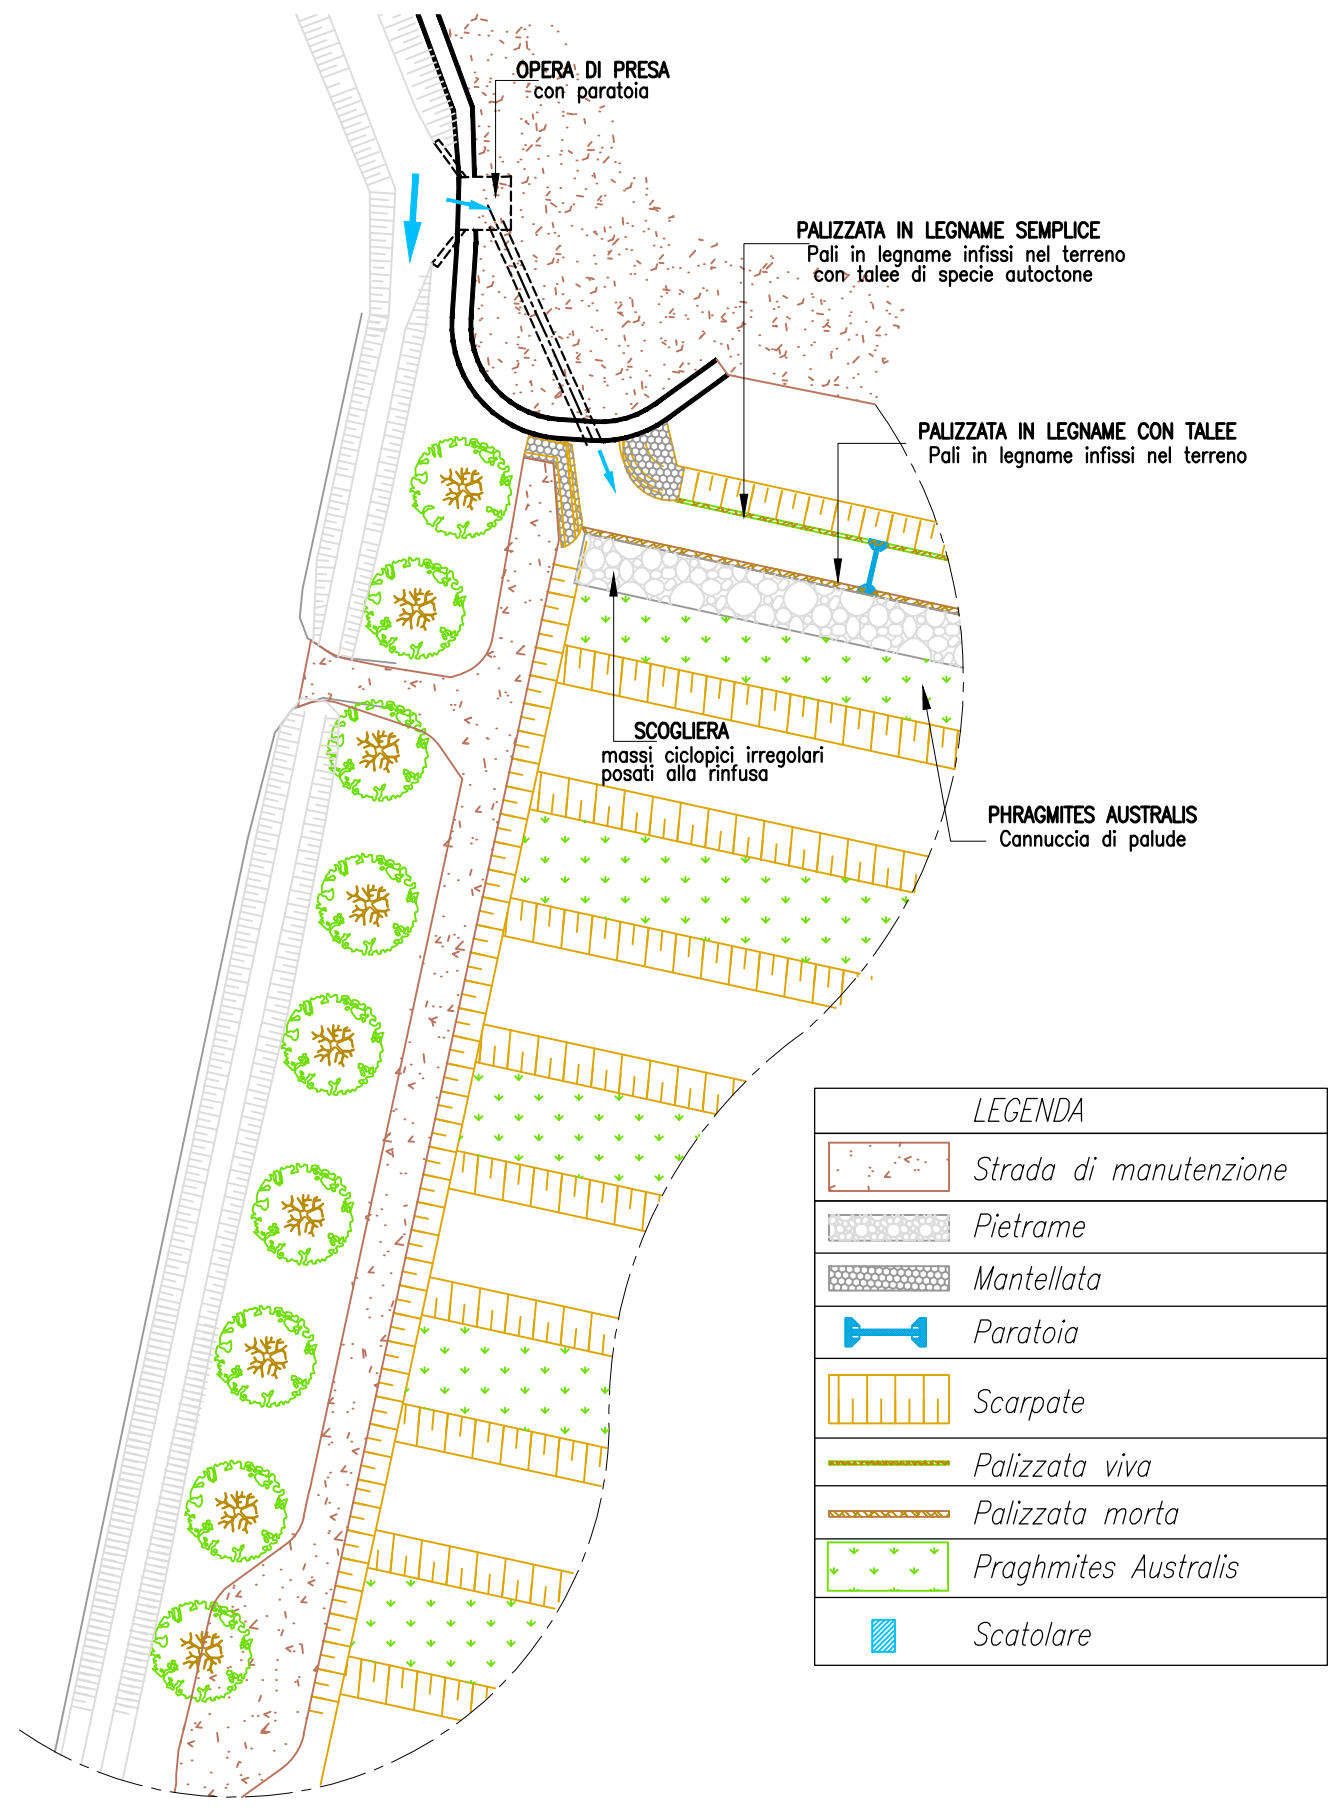 OPERA DI PRESA
con paratoia
PALIZZATA IN LEGNAME SEMPLICE
Pali in legname infissi nel terreno
con talee di specie autoctone
PALIZZATA IN LEGNAME CON TALEE
Pali in legname infissi nel terreno
SCOGLIERA
massi ciclopici irregolari
posati alla rinfusa
PHRAGMITES AUSTRALIS
Cannuccia di palude
LEGENDA
Strada di manutenzione
Pietrame
Mantellata
Paratoia
Scarpate
Palizzata viva
Palizzata morta
Praghmites Australis
Scatolare